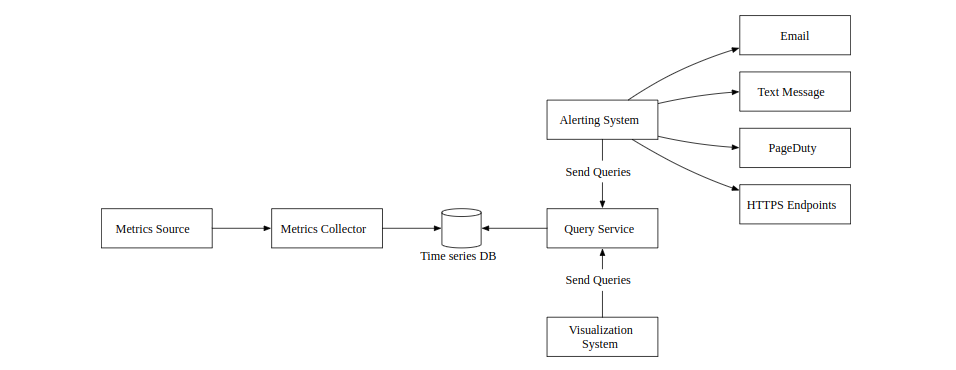 Email
Text Message
Alerting System
PageDuty
Send Queries
HTTPS Endpoints
Metrics Source
Metrics Collector
Query Service
Time series DB
Send Queries
Visualization
System